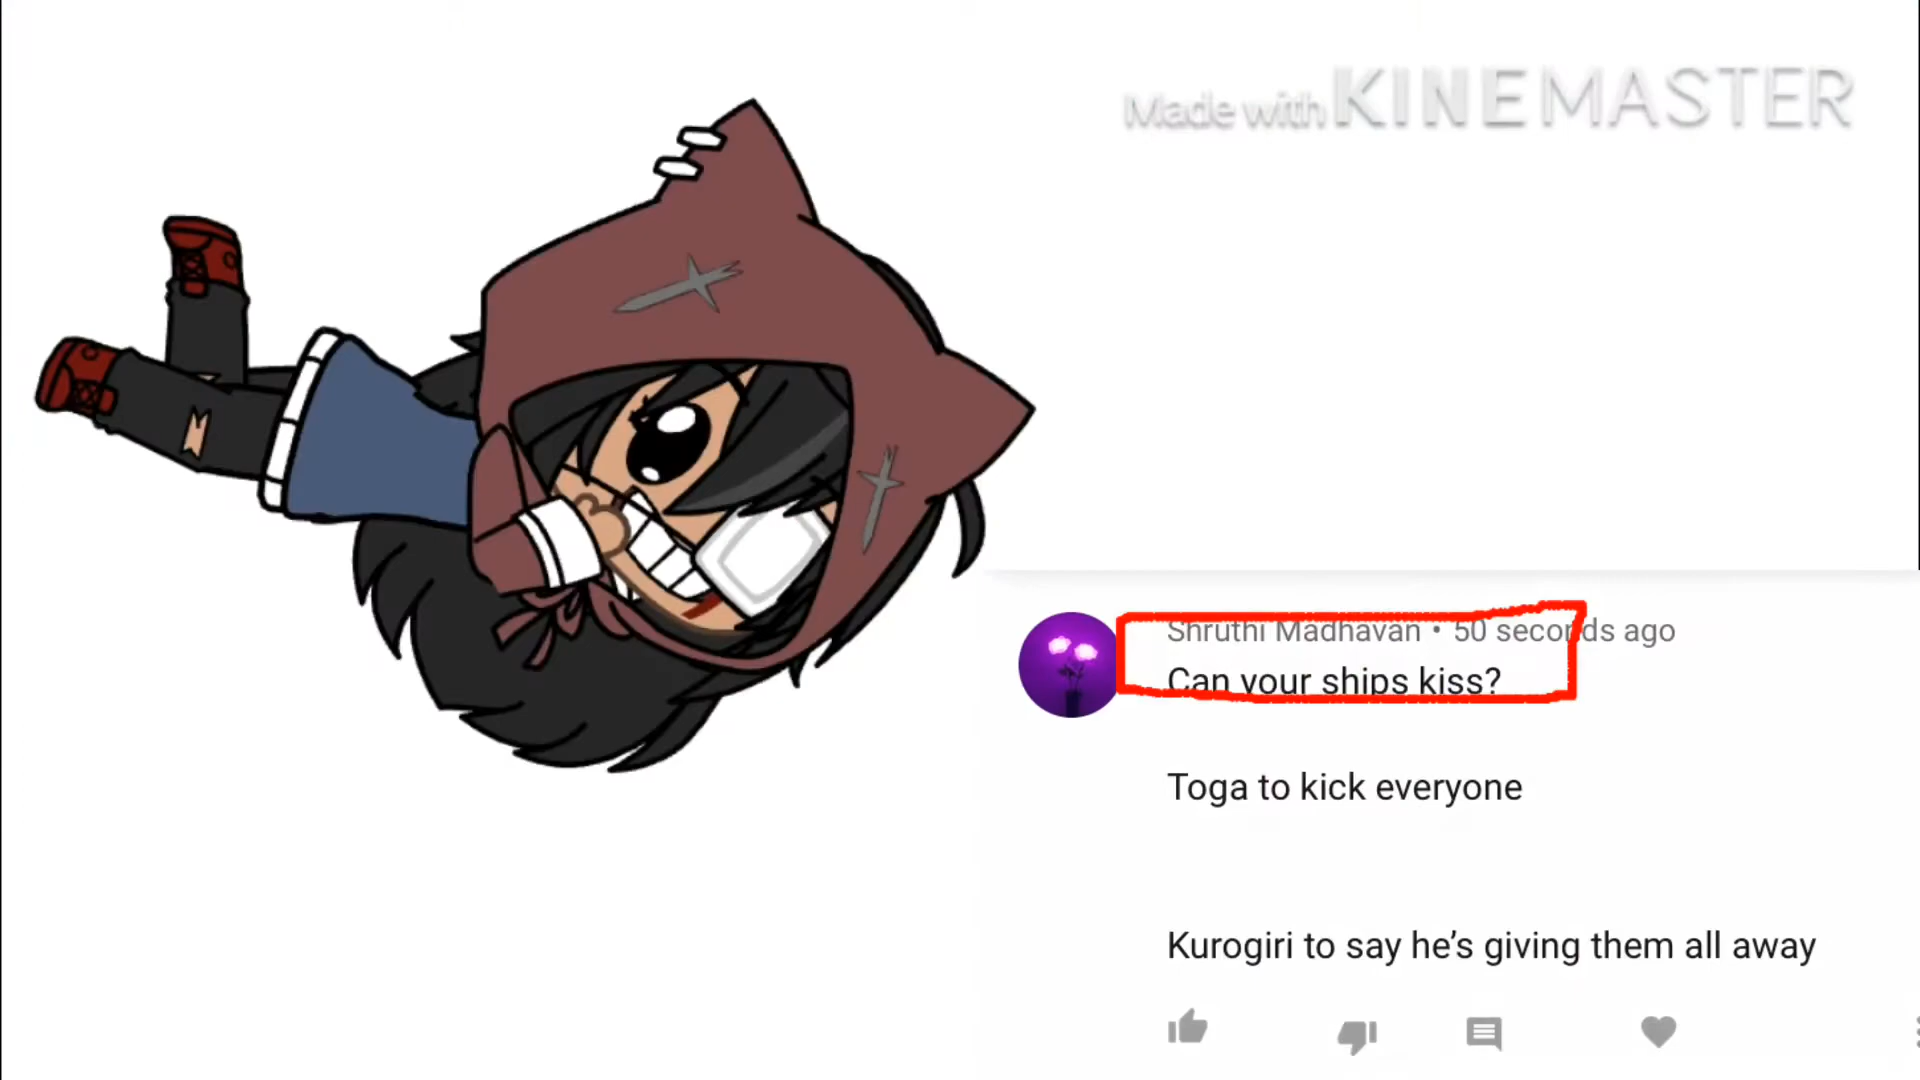 Made with KINEMASTER
Shruthi Madhavan • 50 seconds ago
Can your ships kiss?
Toga to kick everyone
Kurogiri to say he’s giving them all away